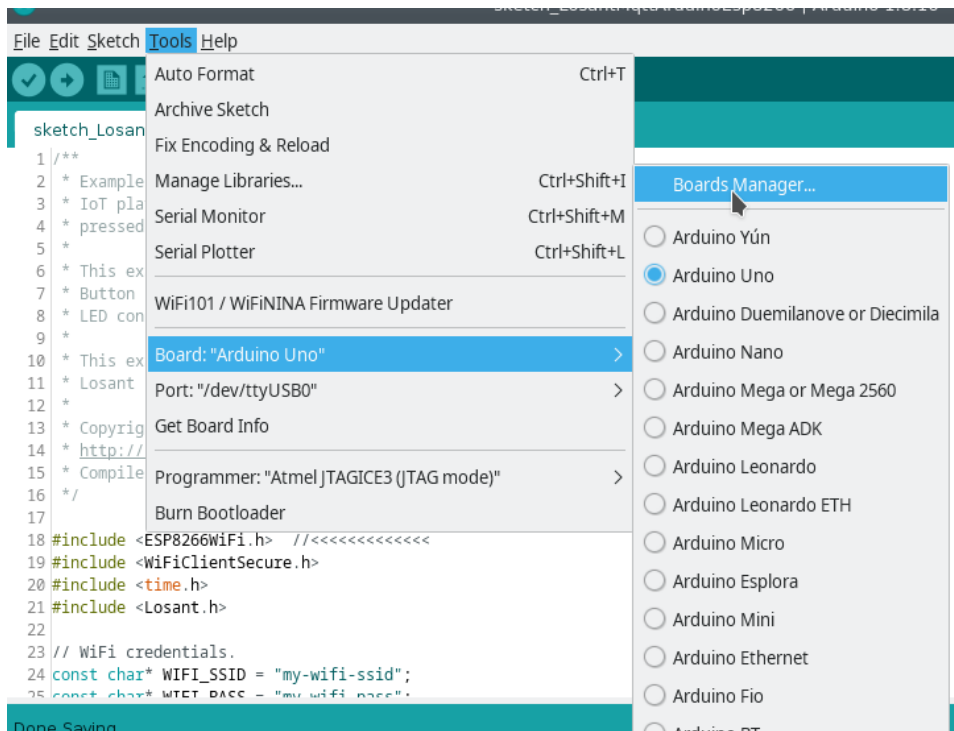 File Edit Sketch Tools Help
Auto Format Ctrl+T
Archive Sketch
Fix Encoding & Reload
Manage Libraries... Ctrl+Shift+I
Serial Monitor Ctrl+Shift+M
Serial Plotter Ctrl+Shift+L
WiFi101 / WiFiNINA Firmware Updater
Board: "Arduino Uno"
Port: "/dev/ttyUSB0"
Get Board Info
Programmer: "Atmel JTAGICE3 (JTAG mode)"
Burn Bootloader
Boards Manager...
Arduino Yún
Arduino Uno
Arduino Duemilanove or Diecimila
Arduino Nano
Arduino Mega or Mega 2560
Arduino Mega ADK
Arduino Leonardo
Arduino Leonardo ETH
Arduino Micro
Arduino Esplora
Arduino Mini
Arduino Ethernet
Arduino Fio
sketch_Losan
1 /**
2 * Example
3 * IoT pla
4 * pressed
5 *
6 * This ex
7 * Button
8 * LED con
9 *
10 * This ex
11 * Losant
12 *
13 * Copyrig
14 * http://
15 * Compile
16 */
17
18 #include <ESP8266WiFi.h> //<<<<<<<<<<<<<
19 #include <WiFiClientSecure.h>
20 #include <time.h>
21 #include <Losant.h>
22
23 // WiFi credentials.
24 const char* WIFI_SSID = "my-wifi-ssid";
25 const char* WIFI_PASS = "my-wifi-pass";
Done Saving